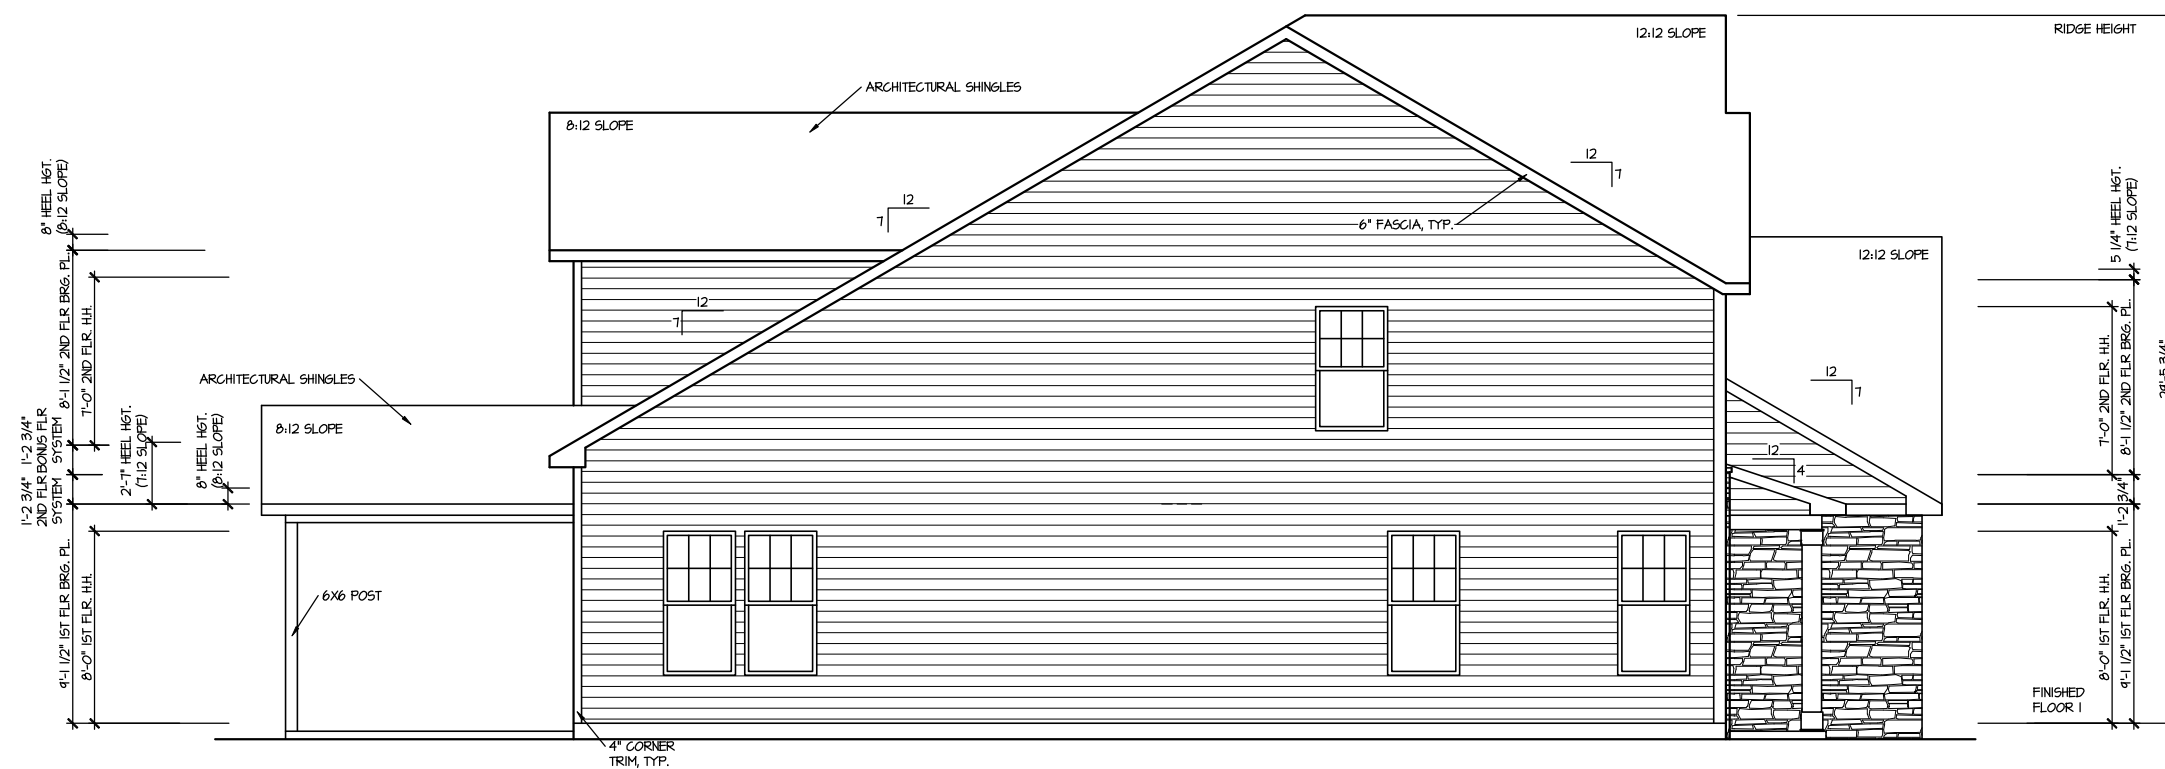 RIDGE HEIGHT
12:12 SLOPE
ARCHITECTURAL SHINGLES
8:12 SLOPE
12
7
12
7
6" FASCIA, TYP.
12:12 SLOPE
12
7
12
7
12
4
ARCHITECTURAL SHINGLES
8:12 SLOPE
6X6 POST
4" CORNER
TRIM, TYP.
FINISHED
FLOOR 1
8" HEEL HGT.
(8:12 SLOPE)
8'-1 1/2" 2ND FLR BRG. PL.
7'-0" 2ND FLR. H.H.
1'-2 3/4"
BONUS FLR
SYSTEM
1'-2 3/4"
2ND FLR
SYSTEM
2'-7" HEEL HGT.
(7:12 SLOPE)
8" HEEL HGT.
(8:12 SLOPE)
9'-1 1/2" 1ST FLR BRG. PL.
8'-0" 1ST FLR. H.H.
5 1/4" HEEL HGT.
(7:12 SLOPE)
7'-0" 2ND FLR. H.H.
8'-1 1/2" 2ND FLR BRG. PL.
1'-2 3/4"
8'-0" 1ST FLR. H.H.
9'-1 1/2" 1ST FLR BRG. PL.